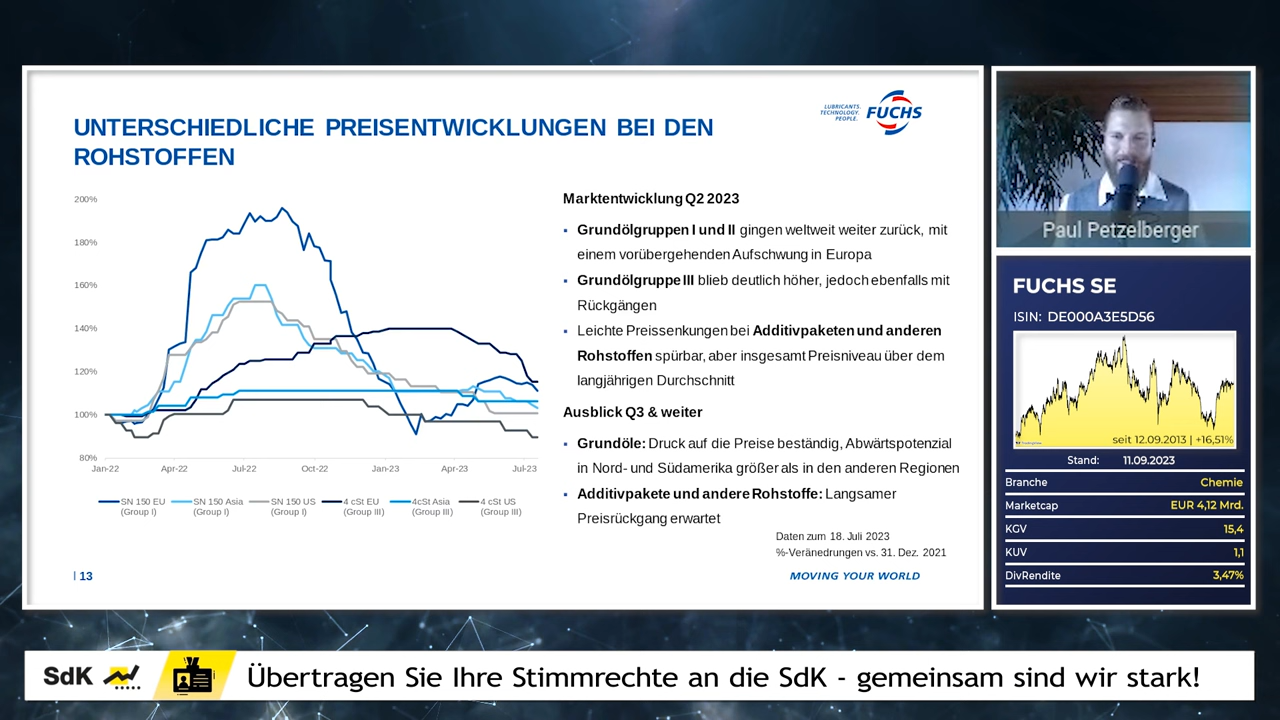 UNTERSCHIEDLICHE PREISENTWICKLUNGEN BEI DEN
ROHSTOFFEN
LUBRICANTS.
TECHNOLOGY.
PEOPLE.
FUCHS
200%
180%
160%
140%
120%
100%
80%
Jan-22 Apr-22 Jul-22 Oct-22 Jan-23 Apr-23 Jul-23
SN 150 EU SN 150 Asia SN 150 US 4 cSt EU 4cSt Asia 4 cSt US
(Group I) (Group I) (Group I) (Group III) (Group III) (Group III)
Marktentwicklung Q2 2023
▪ Grundölgruppen I und II gingen weltweit weiter zurück, mit
einem vorübergehenden Aufschwung in Europa
▪ Grundölgruppe III blieb deutlich höher, jedoch ebenfalls mit
Rückgängen
▪ Leichte Preissenkungen bei Additivpaketen und anderen
Rohstoffen spürbar, aber insgesamt Preisniveau über dem
langjährigen Durchschnitt
Ausblick Q3 & weiter
▪ Grundöle: Druck auf die Preise beständig, Abwärtspotenzial
in Nord- und Südamerika größer als in den anderen Regionen
▪ Additivpakete und andere Rohstoffe: Langsamer
Preisrückgang erwartet
Daten zum 18. Juli 2023
%-Veränedrungen vs. 31. Dez. 2021
| 13
MOVING YOUR WORLD
Paul Petzelberger
FUCHS SE
ISIN: DE000A3E5D56
seit 12.09.2013 | +16,51%
Stand: 11.09.2023
Branche Chemie
Marketcap EUR 4,12 Mrd.
KGV 15,4
KUV 1,1
DivRendite 3,47%
SdK
Übertragen Sie Ihre Stimmrechte an die SdK - gemeinsam sind wir stark!